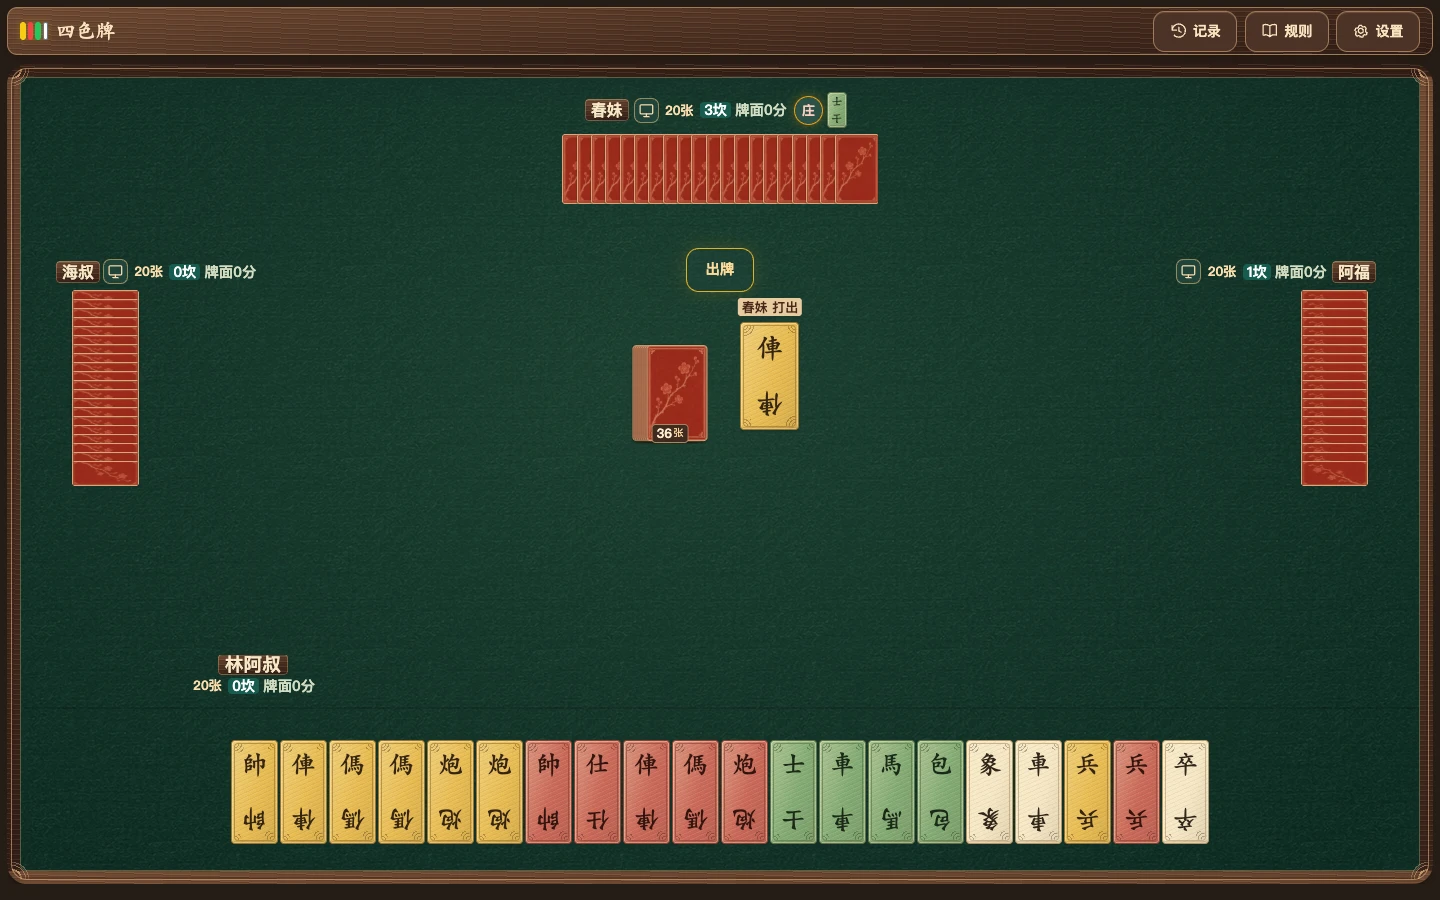 四色牌
记录
规则
设置
春妹 20张 3坎 牌面0分 庄 士
海叔 20张 0坎 牌面0分
20张 1坎 牌面0分 阿福
出牌
春妹 打出
俥
俥
36张
林阿叔
20张 0坎 牌面0分
帥 俥 傌 傌 炮 炮 帥 仕 俥 傌 炮 士 車 馬 包 象 車 兵 兵 卒
帥 俥 傌 傌 炮 炮 帥 仕 俥 傌 炮 士 車 馬 包 象 車 兵 兵 卒